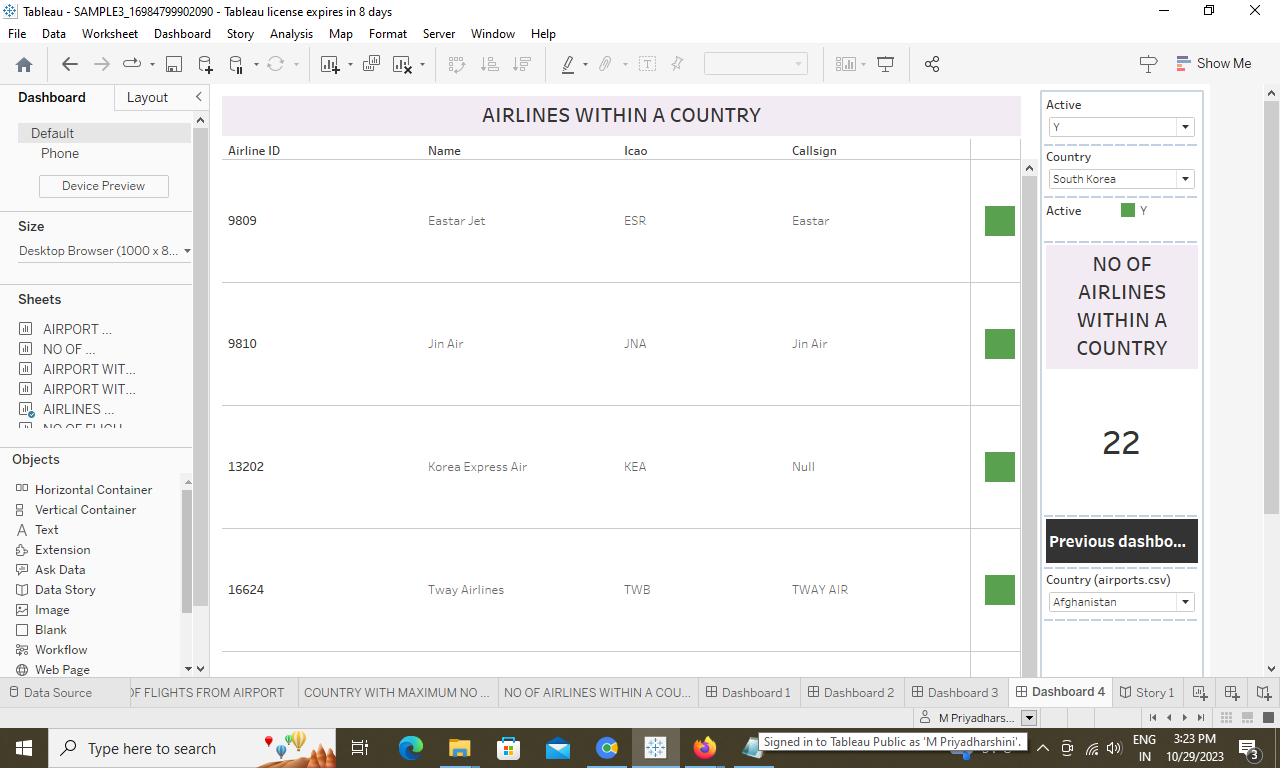 Tableau - SAMPLE3_16984799902090 - Tableau license expires in 8 days
File Data Worksheet Dashboard Story Analysis Map Format Server Window Help
Show Me
Dashboard Layout
Default
Phone
Device Preview
Size
Desktop Browser (1000 x 8...
Sheets
AIRPORT ...
NO OF ...
AIRPORT WIT...
AIRPORT WIT...
AIRLINES ...
Objects
Horizontal Container
Vertical Container
Text
Extension
Ask Data
Data Story
Image
Blank
Workflow
Web Page
AIRLINES WITHIN A COUNTRY
Airline ID Name Icao Callsign
9809 Eastar Jet ESR Eastar
9810 Jin Air JNA Jin Air
13202 Korea Express Air KEA Null
16624 Tway Airlines TWB TWAY AIR
Active
Y
Country
South Korea
Active Y
NO OF
AIRLINES
WITHIN A
COUNTRY
22
Previous dashbo...
Country (airports.csv)
Afghanistan
Data Source OF FLIGHTS FROM AIRPORT COUNTRY WITH MAXIMUM NO ... NO OF AIRLINES WITHIN A COU... Dashboard 1 Dashboard 2 Dashboard 3 Dashboard 4 Story 1
M Priyadhars...
Signed in to Tableau Public as 'M Priyadharshini'.
Type here to search
ENG
IN
3:23 PM
10/29/2023
3